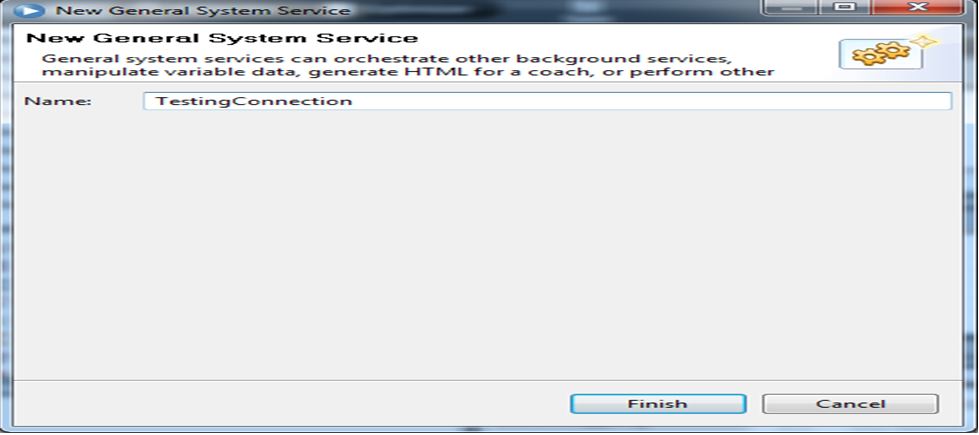 New General System Service
New General System Service
General system services can orchestrate other background services,
manipulate variable data, generate HTML for a coach, or perform other
Name: TestingConnection
Finish Cancel